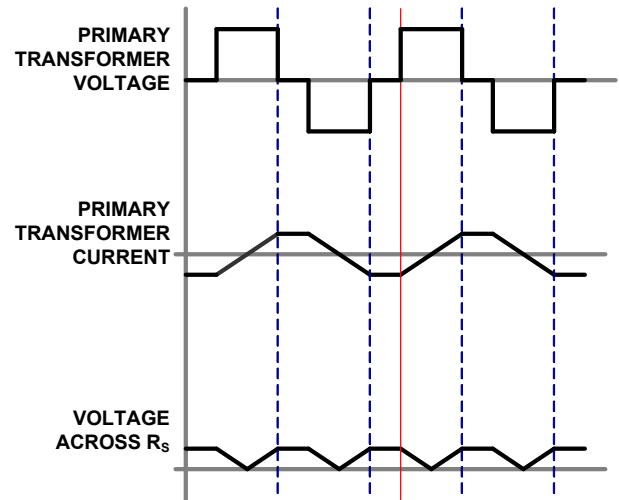 PRIMARY
TRANSFORMER
VOLTAGE
PRIMARY
TRANSFORMER
CURRENT
VOLTAGE
ACROSS RS